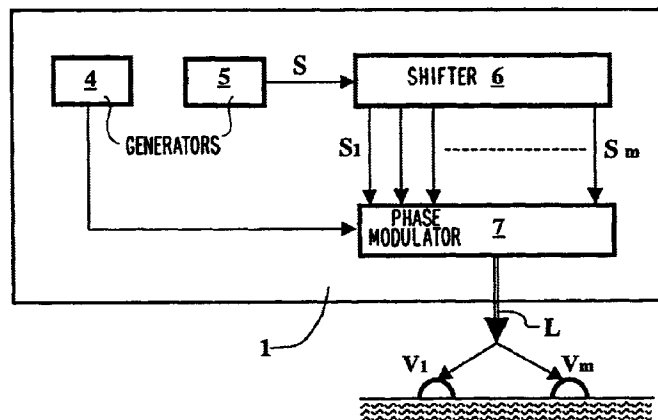 4
5
S
SHIFTER 6
GENERATORS
S1
Sm
PHASE
MODULATOR 7
1
L
V1
Vm